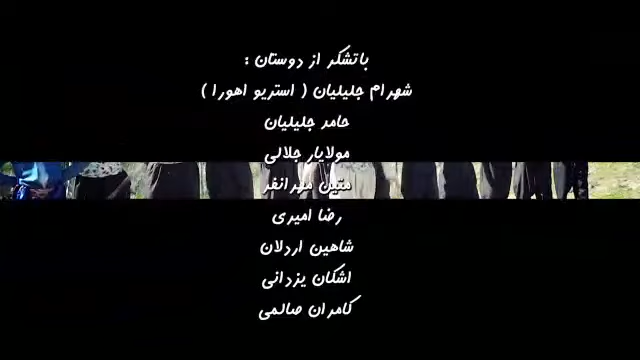 باتشکر از دوستان :
شهرام جلیلیان ( استریو اهورا )
حامد جلیلیان
مولایار جلالی
متین مهرانفر
رضا امیری
شاهین اردلان
اشکان یزدانی
کامران صالمی